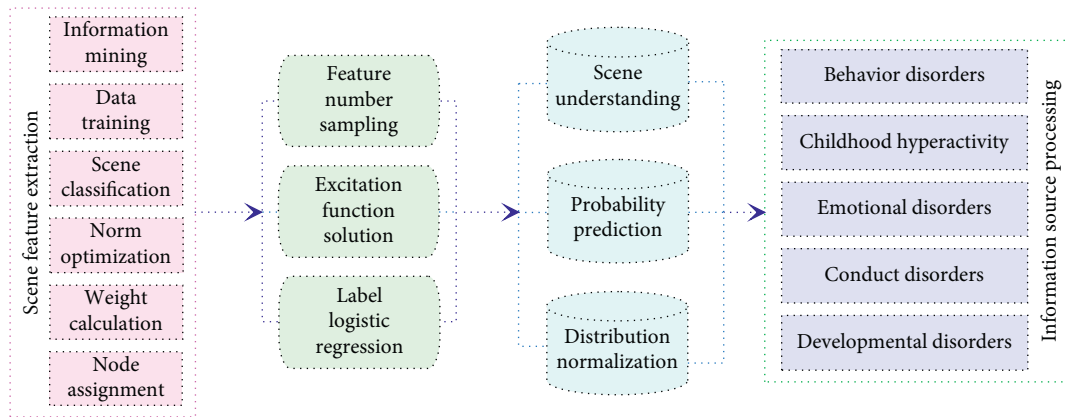 Scene feature extraction
Information
mining
Data
training
Scene
classification
Norm
optimization
Weight
calculation
Node
assignment
Feature
number
sampling
Excitation
function
solution
Label
logistic
regression
Scene
understanding
Probability
prediction
Distribution
normalization
Behavior disorders
Childhood hyperactivity
Emotional disorders
Conduct disorders
Developmental disorders
Information source processing